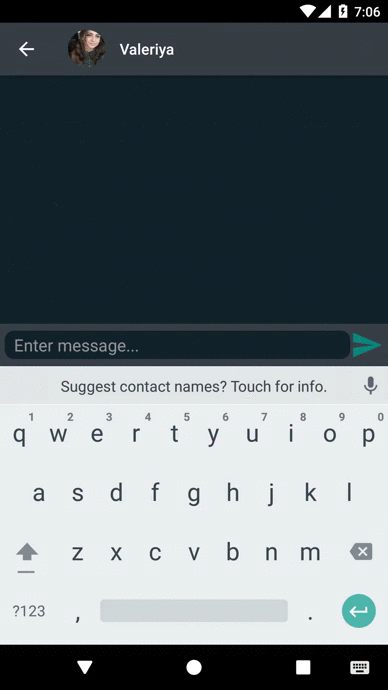 7:06
Valeriya
Enter message...
Suggest contact names? Touch for info.
1 2 3 4 5 6 7 8 9 0
q w e r t y u i o p
a s d f g h j k l
z x c v b n m
?123 , .